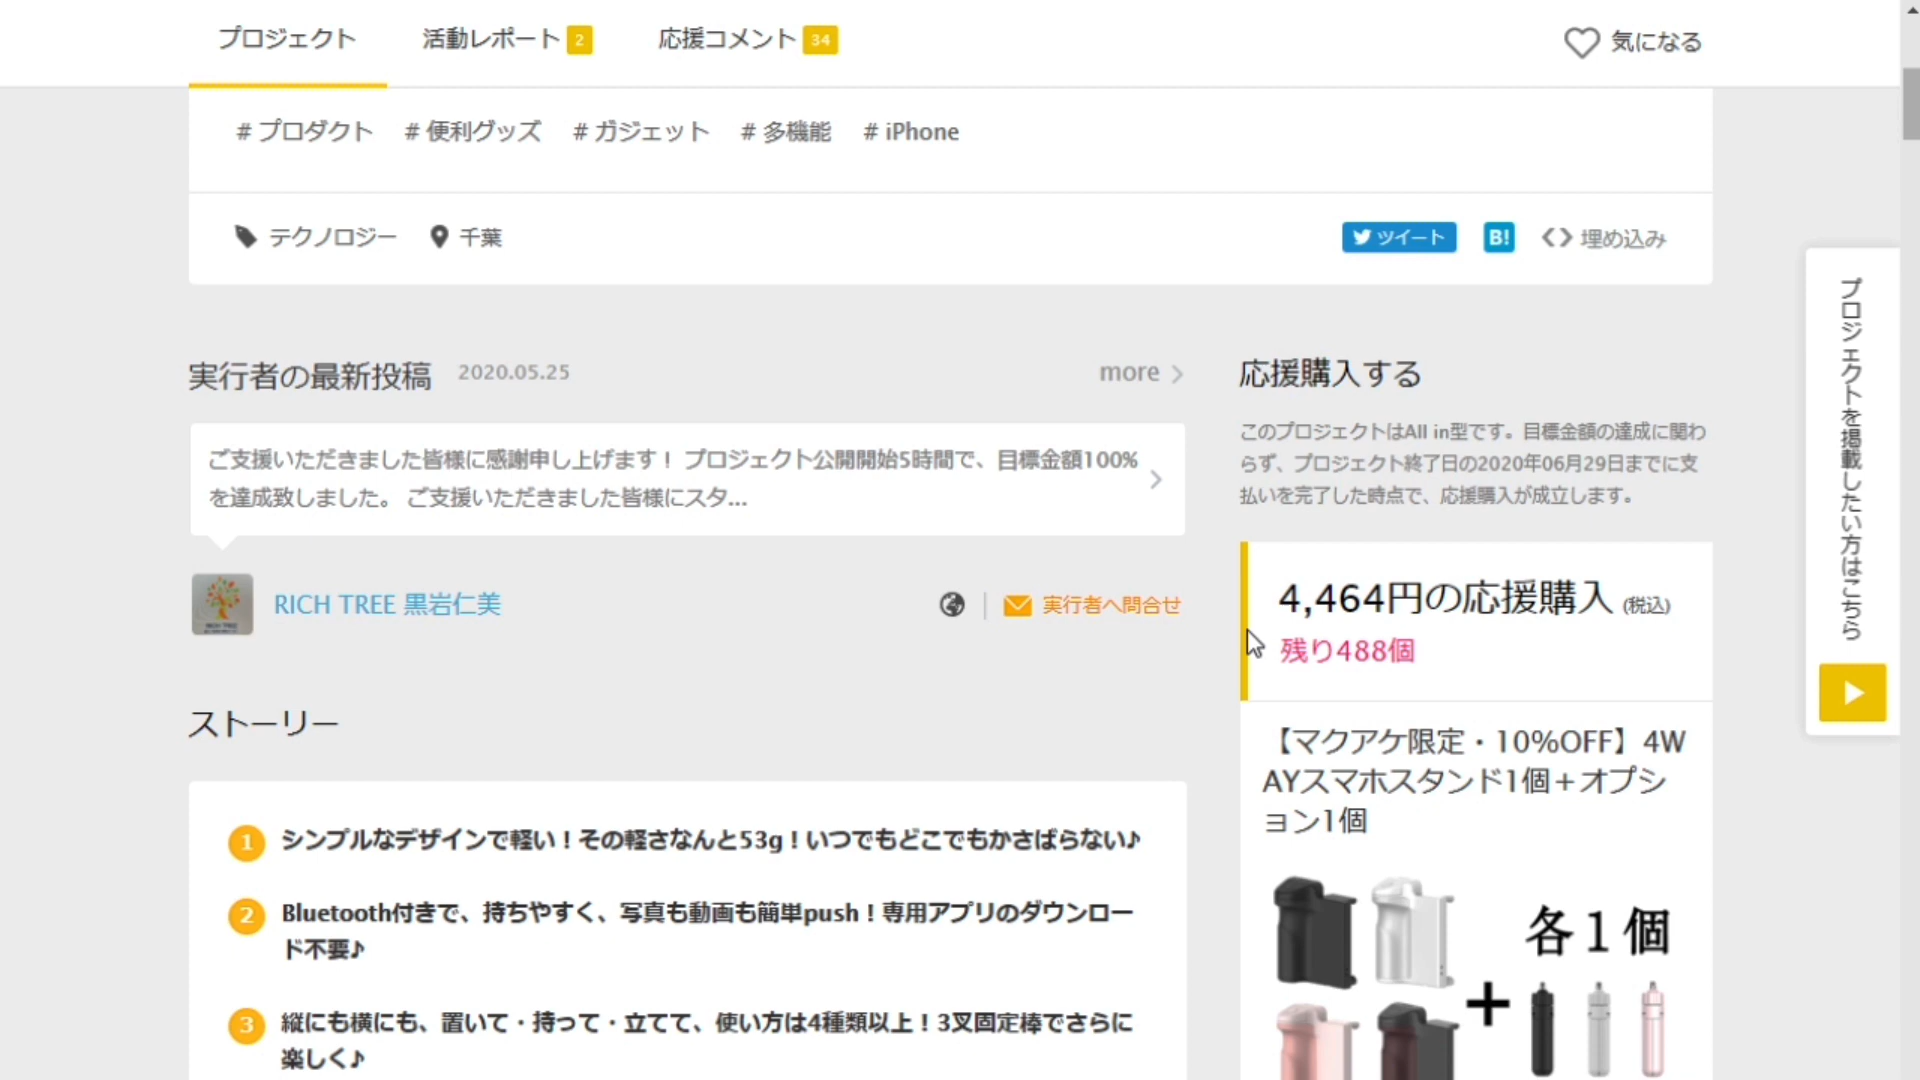 プロジェクト
活動レポート 2
応援コメント 34
気になる
# プロダクト # 便利グッズ # ガジェット # 多機能 # iPhone
テクノロジー 千葉
ツイート B! 埋め込み
実行者の最新投稿 2020.05.25 more
ご支援いただきました皆様に感謝申し上げます！ プロジェクト公開開始5時間で、目標金額100%
を達成致しました。 ご支援いただきました皆様にスタ...
RICH TREE 黒岩仁美
実行者へ問合せ
ストーリー
1 シンプルなデザインで軽い！その軽さなんと53g！いつでもどこでもかさばらない♪
2 Bluetooth付きで、持ちやすく、写真も動画も簡単push！専用アプリのダウンロー
ド不要♪
3 縦にも横にも、置いて・持って・立てて、使い方は4種類以上！3叉固定棒でさらに
楽しく♪
応援購入する
このプロジェクトはAll in型です。目標金額の達成に関わ
らず、プロジェクト終了日の2020年06月29日までに支
払いを完了した時点で、応援購入が成立します。
4,464円の応援購入 (税込)
残り488個
【マクアケ限定・10%OFF】4W
AYスマホスタンド1個＋オプシ
ョン1個
各1個
+
プロジェクトを掲載したい方はこちら